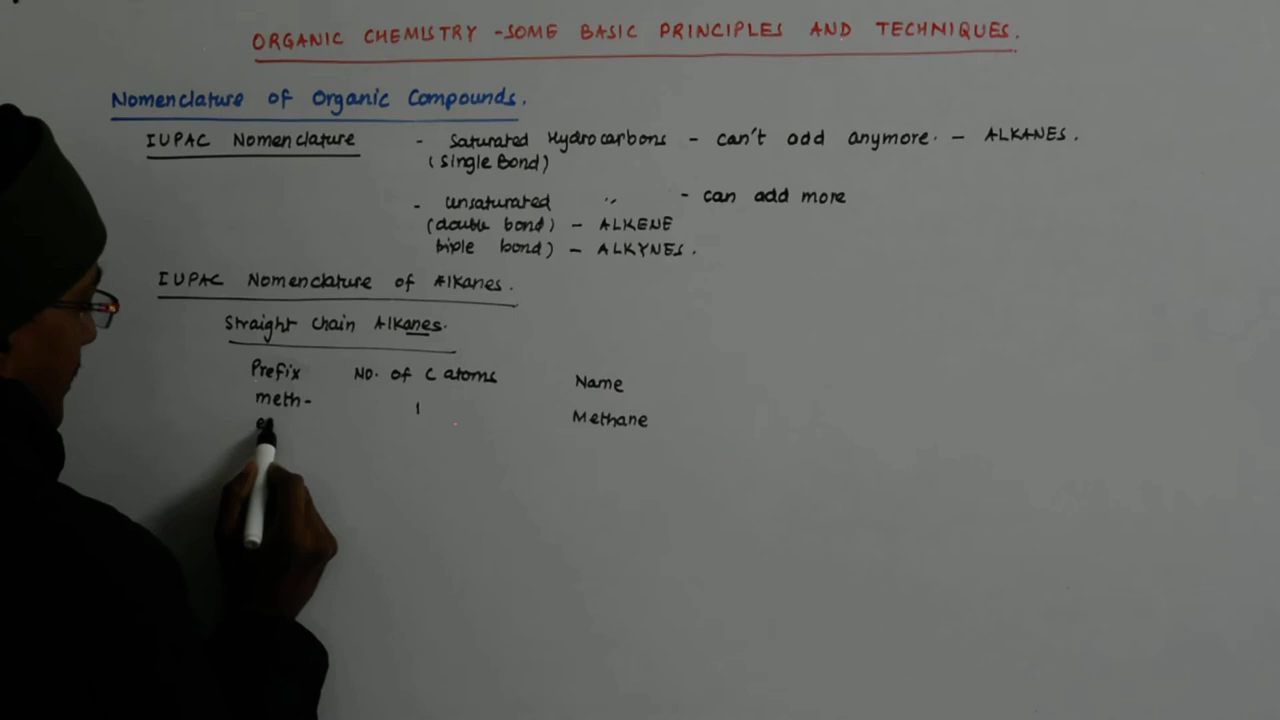 ORGANIC CHEMISTRY - SOME BASIC PRINCIPLES AND TECHNIQUES.
Nomenclature of Organic Compounds.
IUPAC Nomenclature - Saturated Hydrocarbons - can't add anymore. - ALKANES.
(Single Bond)
- unsaturated " - can add more
(double bond) - ALKENE
triple bond) - ALKYNES.
IUPAC Nomenclature of Alkanes.
Straight Chain Alkanes.
Prefix No. of C atoms Name
meth- 1 Methane